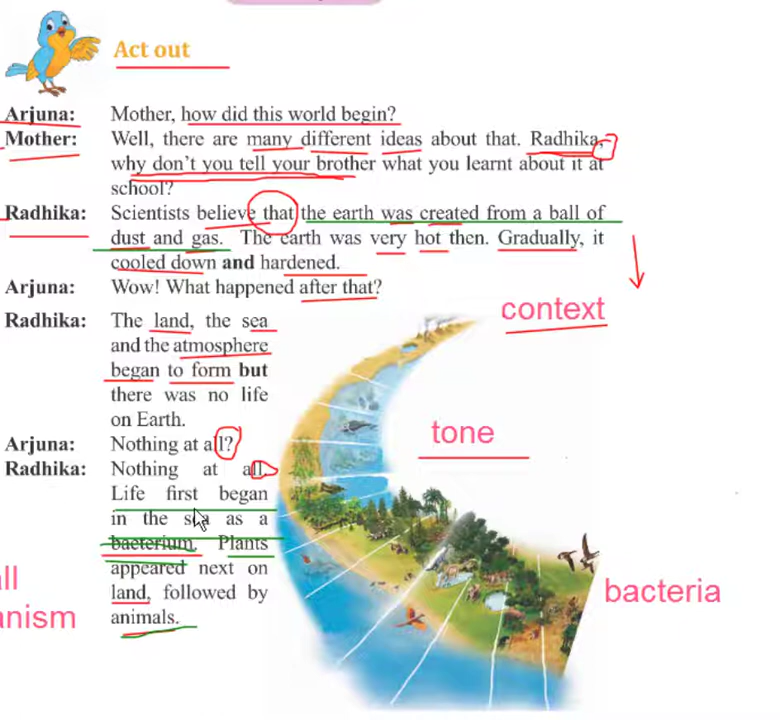 Act out
Arjuna: Mother, how did this world begin?
Mother: Well, there are many different ideas about that. Radhika,
why don't you tell your brother what you learnt about it at
school?
Radhika: Scientists believe that the earth was created from a ball of
dust and gas. The earth was very hot then. Gradually, it
cooled down and hardened.
Arjuna: Wow! What happened after that?
context
Radhika: The land, the sea
and the atmosphere
began to form but
there was no life
on Earth.
tone
Arjuna: Nothing at all?
Radhika: Nothing at all.
Life first began
in the sea as a
bacterium. Plants
appeared next on
all
land, followed by
bacteria
animals.
anism